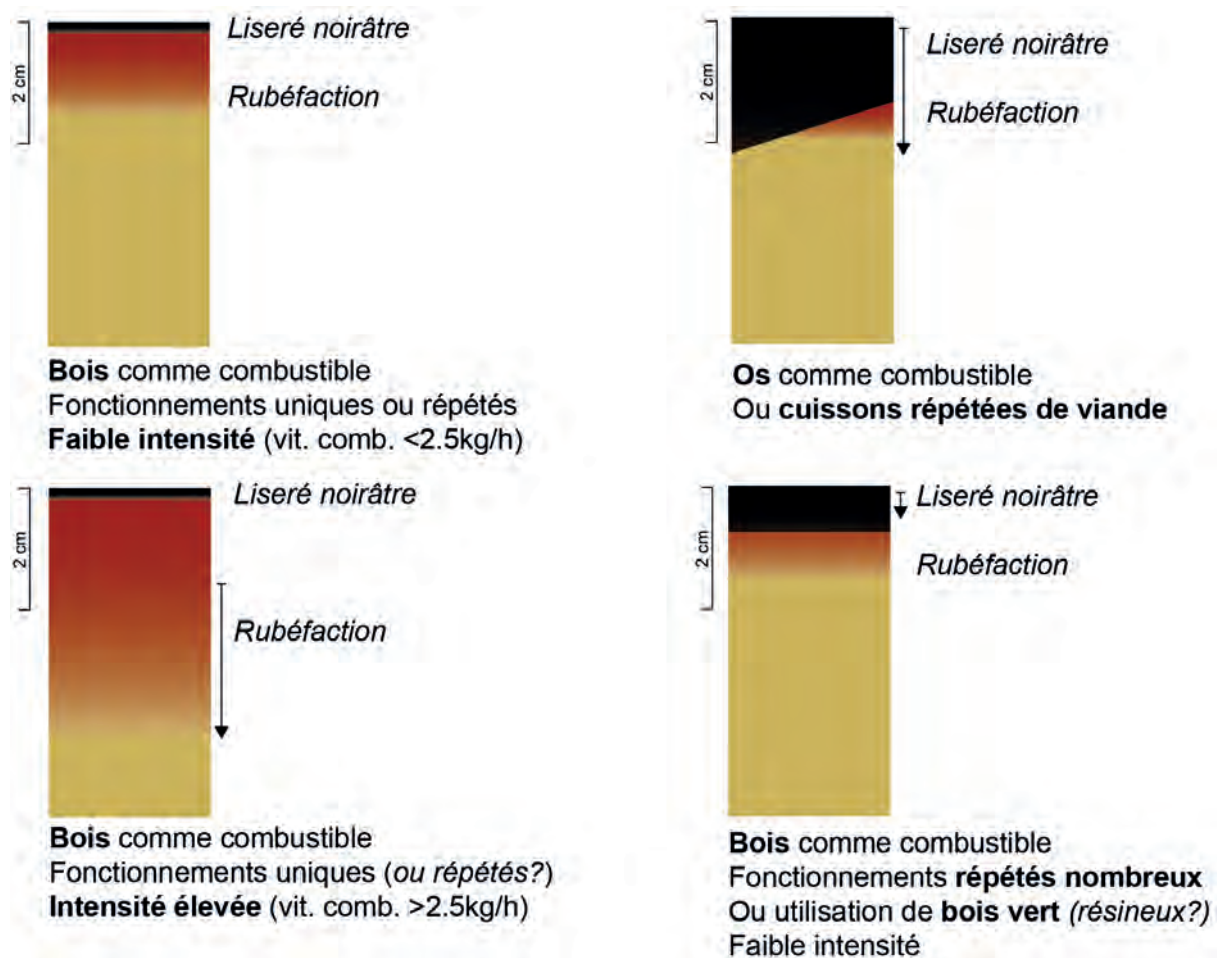 2 cm
Liseré noirâtre
Rubéfaction
Bois comme combustible
Fonctionnements uniques ou répétés
Faible intensité (vit. comb. <2.5kg/h)
2 cm
Liseré noirâtre
Rubéfaction
Os comme combustible
Ou cuissons répétées de viande
2 cm
Liseré noirâtre
Rubéfaction
Bois comme combustible
Fonctionnements uniques (ou répétés?)
Intensité élevée (vit. comb. >2.5kg/h)
2 cm
Liseré noirâtre
Rubéfaction
Bois comme combustible
Fonctionnements répétés nombreux
Ou utilisation de bois vert (résineux?)
Faible intensité